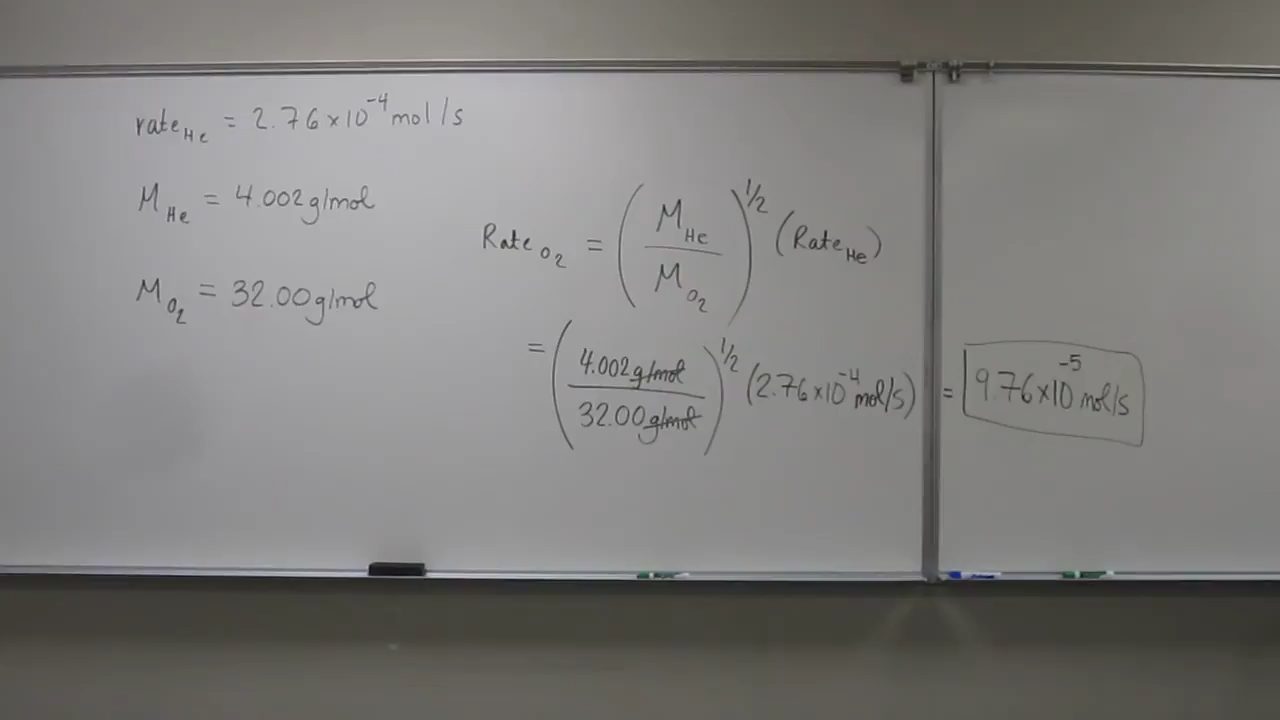 rate_He = 2.76×10⁻⁴ mol/s
M_He = 4.002 g/mol
M_O₂ = 32.00 g/mol
Rate_O₂ = (M_He / M_O₂)^1/2 (Rate_He)
= (4.002 g/mol / 32.00 g/mol)^1/2 (2.76×10⁻⁴ mol/s) = 9.76×10⁻⁵ mol/s